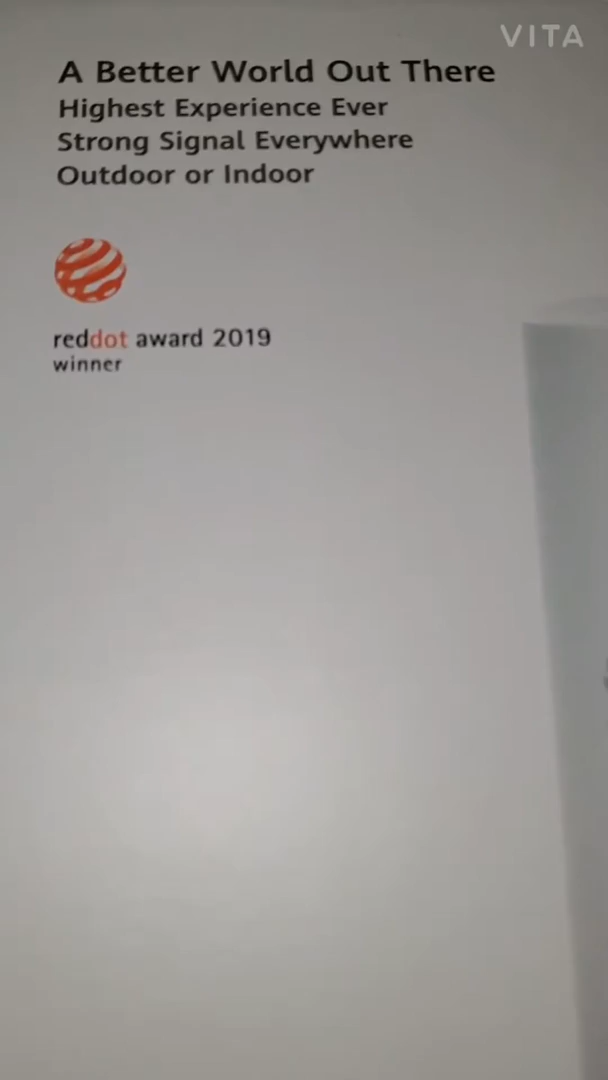 VITA
A Better World Out There
Highest Experience Ever
Strong Signal Everywhere
Outdoor or Indoor
reddot award 2019
winner